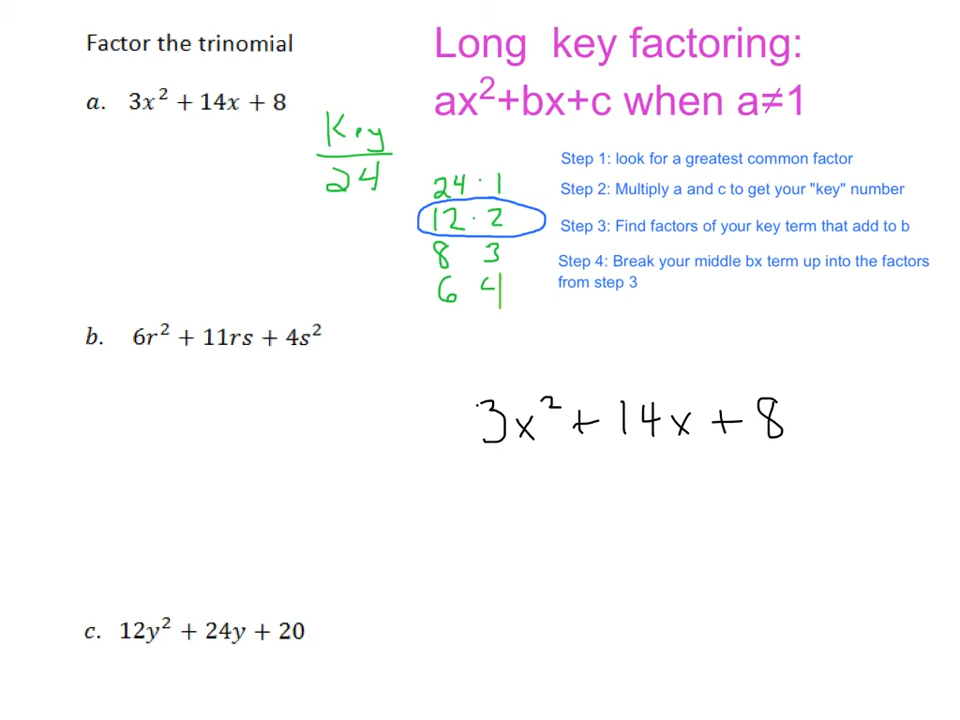 Factor the trinomial
Long key factoring:
ax²+bx+c when a≠1
a. 3x² + 14x + 8
Key
24
24 · 1
12 · 2
8 3
6 4
Step 1: look for a greatest common factor
Step 2: Multiply a and c to get your "key" number
Step 3: Find factors of your key term that add to b
Step 4: Break your middle bx term up into the factors
from step 3
b. 6r² + 11rs + 4s²
3x² + 14x + 8
c. 12y² + 24y + 20